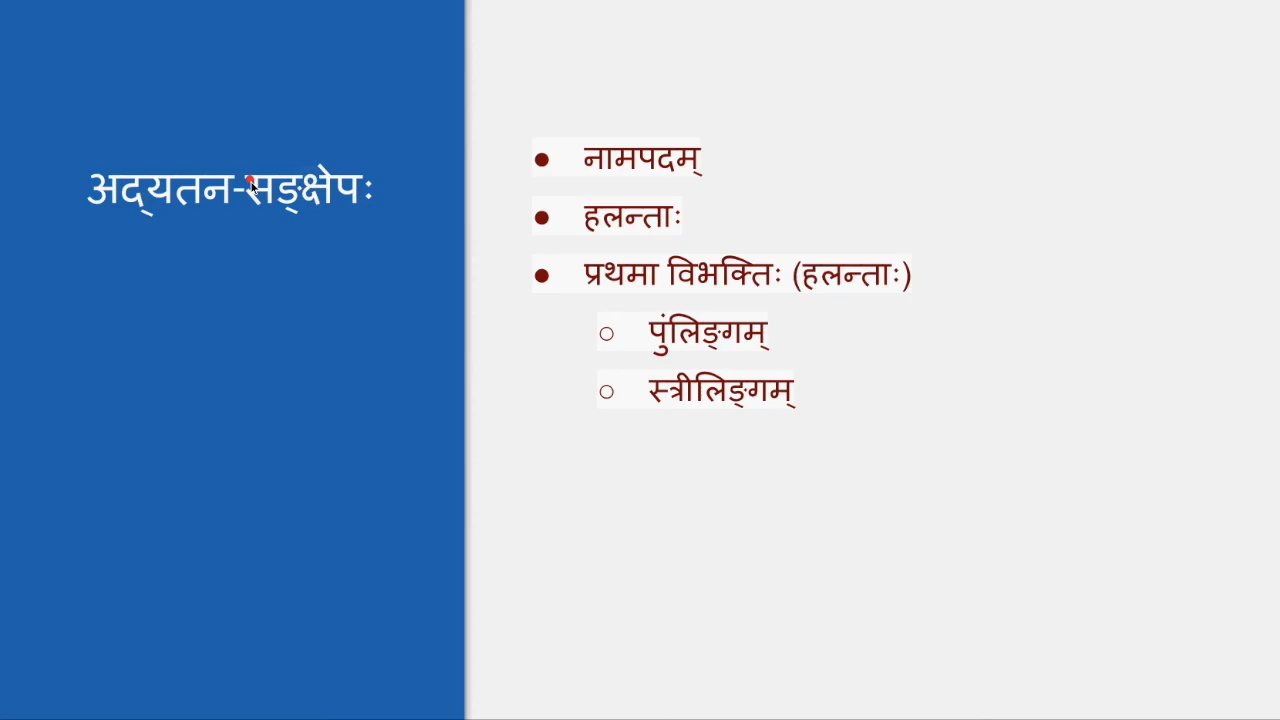 अद्यतन-सङ्क्षेपः
● नामपदम्
● हलन्ताः
● प्रथमा विभक्तिः (हलन्ताः)
○ पुंलिङ्गम्
○ स्त्रीलिङ्गम्